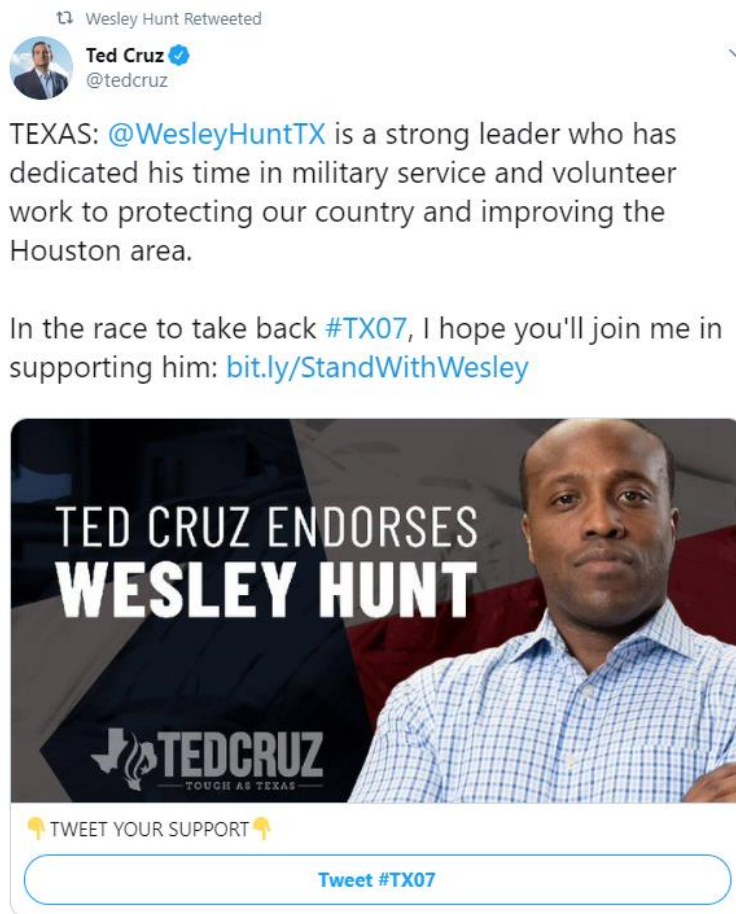 Wesley Hunt Retweeted
Ted Cruz
@tedcruz
TEXAS: @WesleyHuntTX is a strong leader who has
dedicated his time in military service and volunteer
work to protecting our country and improving the
Houston area.
In the race to take back #TX07, I hope you'll join me in
supporting him: bit.ly/StandWithWesley
TED CRUZ ENDORSES
WESLEY HUNT
TEDCRUZ
TOUGH AS TEXAS
👇TWEET YOUR SUPPORT👇
Tweet #TX07